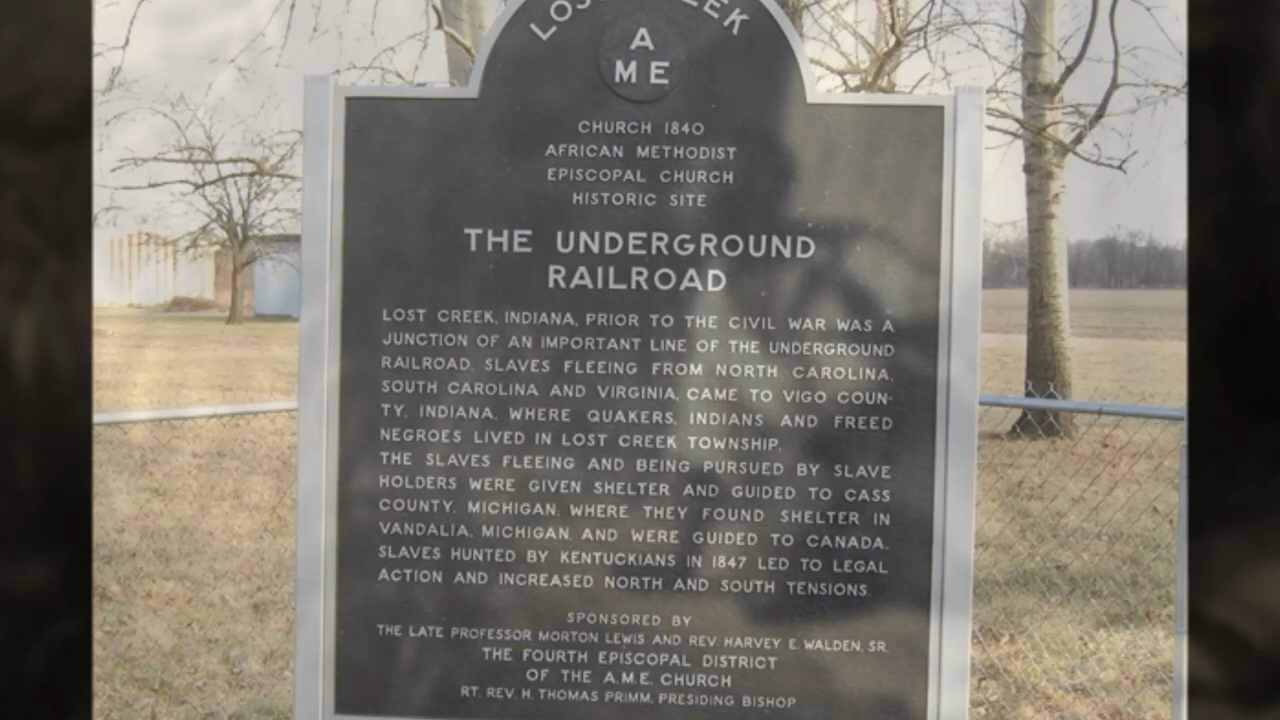 LOST CREEK
A
M E
CHURCH 1840
AFRICAN METHODIST
EPISCOPAL CHURCH
HISTORIC SITE
THE UNDERGROUND
RAILROAD
LOST CREEK, INDIANA, PRIOR TO THE CIVIL WAR WAS A
JUNCTION OF AN IMPORTANT LINE OF THE UNDERGROUND
RAILROAD. SLAVES FLEEING FROM NORTH CAROLINA,
SOUTH CAROLINA AND VIRGINIA, CAME TO VIGO COUN-
TY, INDIANA, WHERE QUAKERS, INDIANS AND FREED
NEGROES LIVED IN LOST CREEK TOWNSHIP.
THE SLAVES FLEEING AND BEING PURSUED BY SLAVE
HOLDERS WERE GIVEN SHELTER AND GUIDED TO CASS
COUNTY, MICHIGAN, WHERE THEY FOUND SHELTER IN
VANDALIA, MICHIGAN, AND WERE GUIDED TO CANADA.
SLAVES HUNTED BY KENTUCKIANS IN 1847 LED TO LEGAL
ACTION AND INCREASED NORTH AND SOUTH TENSIONS.
SPONSORED BY
THE LATE PROFESSOR MORTON LEWIS AND REV. HARVEY E. WALDEN, SR.
THE FOURTH EPISCOPAL DISTRICT
OF THE A.M.E. CHURCH
RT. REV. H. THOMAS PRIMM, PRESIDING BISHOP